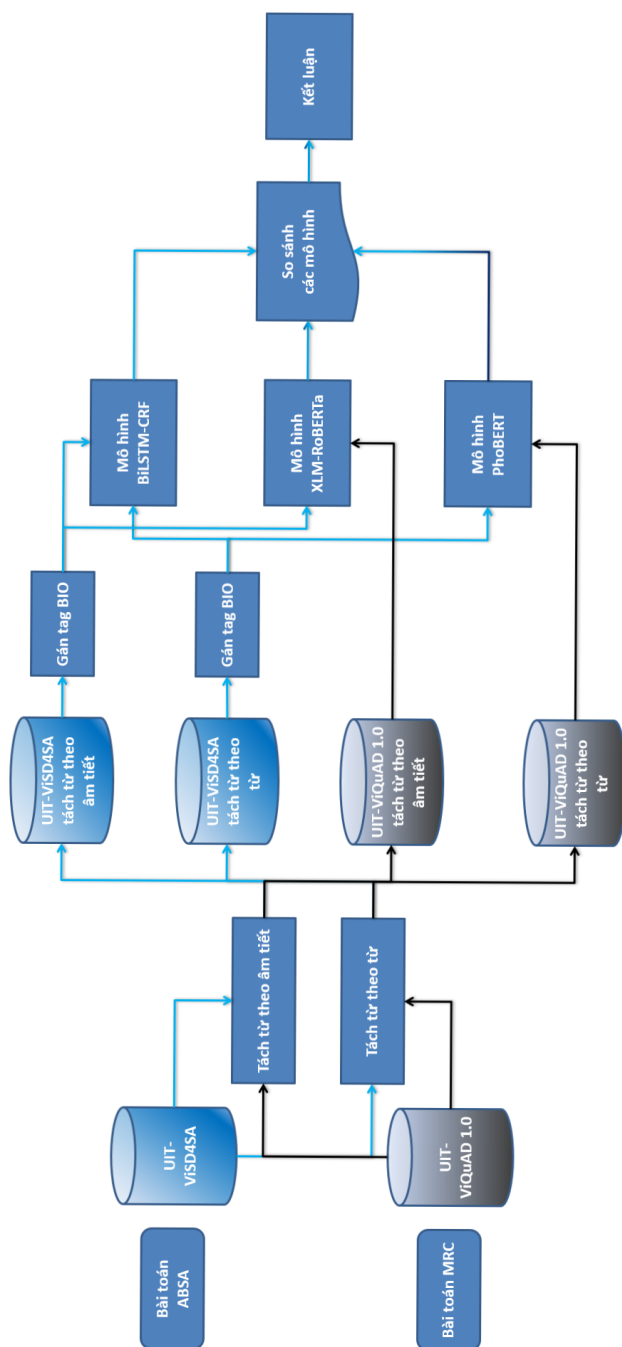 Bài toán
ABSA
Bài toán MRC
UIT-
ViSD4SA
UIT-
ViQuAD 1.0
Tách từ theo âm tiết
Tách từ theo từ
UIT-ViSD4SA
tách từ theo
âm tiết
UIT-ViSD4SA
tách từ theo
từ
UIT-ViQuAD 1.0
tách từ theo
âm tiết
UIT-ViQuAD 1.0
tách từ theo
từ
Gán tag BIO
Gán tag BIO
Mô hình
BiLSTM-CRF
Mô hình
XLM-RoBERTa
Mô hình
PhoBERT
So sánh
các mô hình
Kết luận